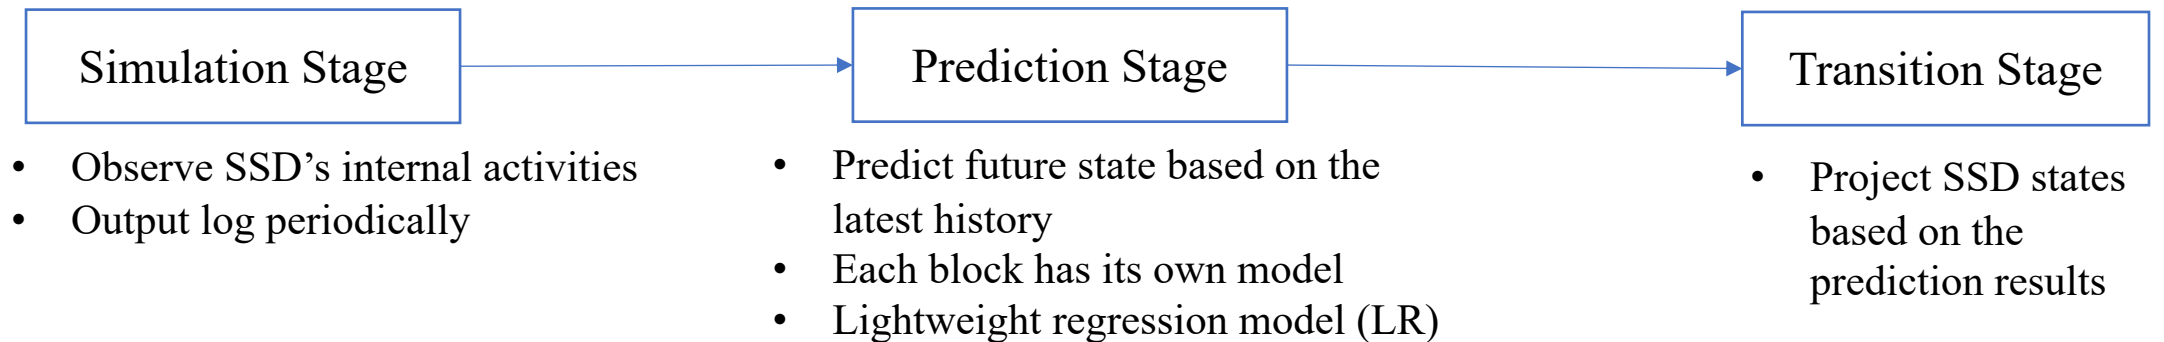 Simulation Stage
• Observe SSD’s internal activities
• Output log periodically
Prediction Stage
• Predict future state based on the
latest history
• Each block has its own model
• Lightweight regression model (LR)
Transition Stage
• Project SSD states
based on the
prediction results